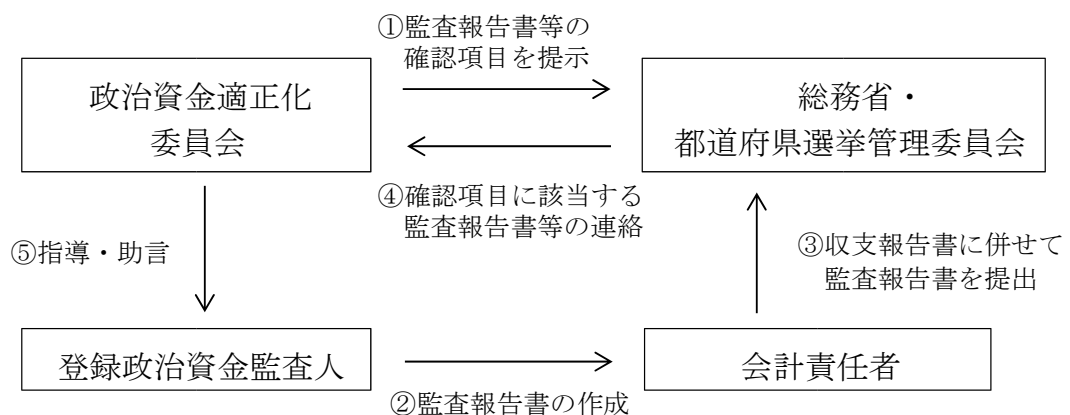 ①監査報告書等の
確認項目を提示
政治資金適正化
委員会
総務省・
都道府県選挙管理委員会
④確認項目に該当する
監査報告書等の連絡
⑤指導・助言
③収支報告書に併せて
監査報告書を提出
登録政治資金監査人
会計責任者
②監査報告書の作成